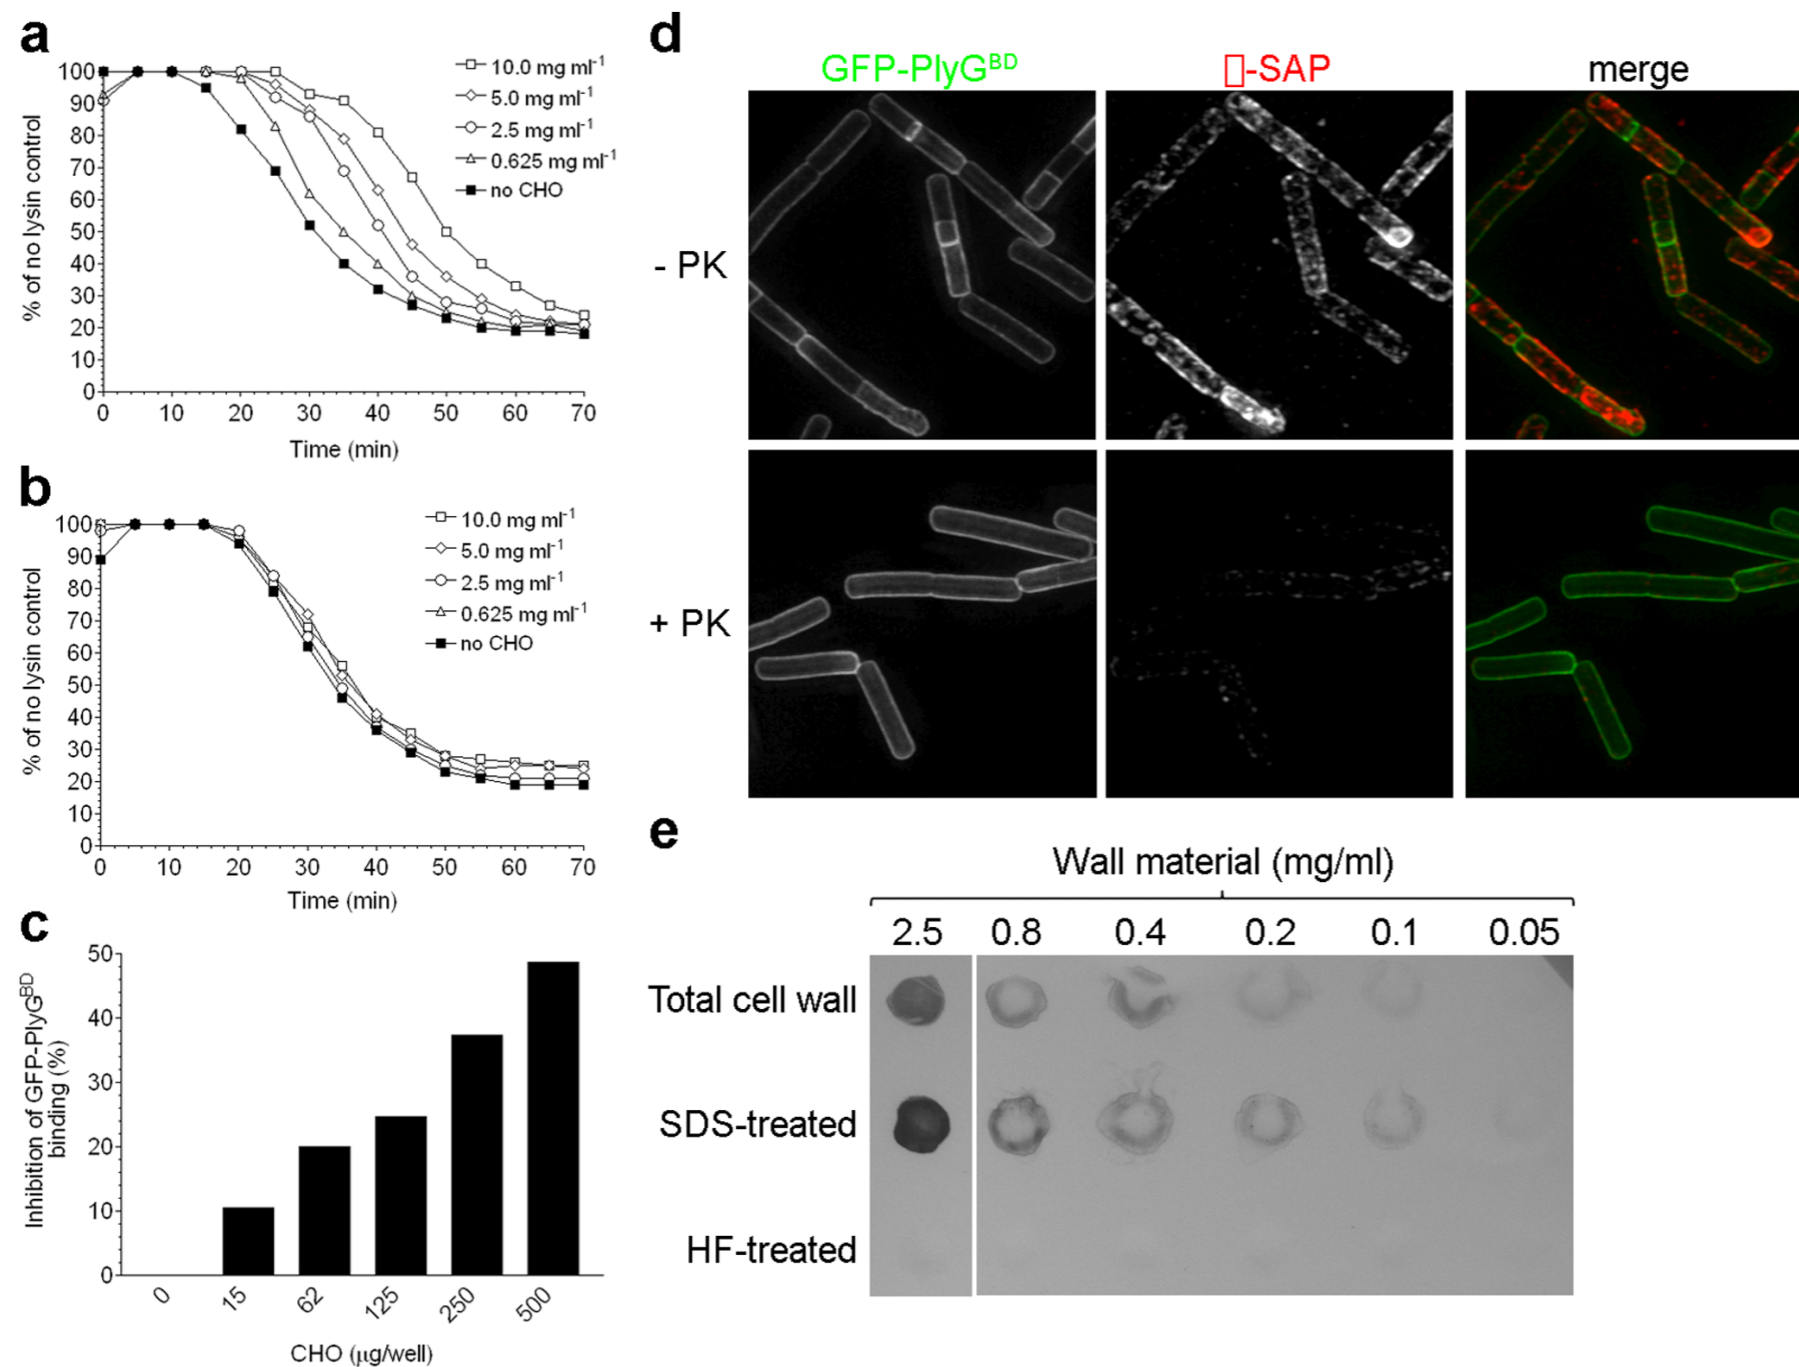 a
100
90
80
70
60
50
40
30
20
10
0
% of no lysin control
0 10 20 30 40 50 60 70
Time (min)
10.0 mg ml-1
5.0 mg ml-1
2.5 mg ml-1
0.625 mg ml-1
no CHO
b
100
90
80
70
60
50
40
30
20
10
0
% of no lysin control
0 10 20 30 40 50 60 70
Time (min)
10.0 mg ml-1
5.0 mg ml-1
2.5 mg ml-1
0.625 mg ml-1
no CHO
c
50
40
30
20
10
0
Inhibition of GFP-PlyGBD
binding (%)
0 15 62 125 250 500
CHO (μg/well)
d
GFP-PlyGBD □-SAP merge
- PK
+ PK
e
Wall material (mg/ml)
2.5 0.8 0.4 0.2 0.1 0.05
Total cell wall
SDS-treated
HF-treated